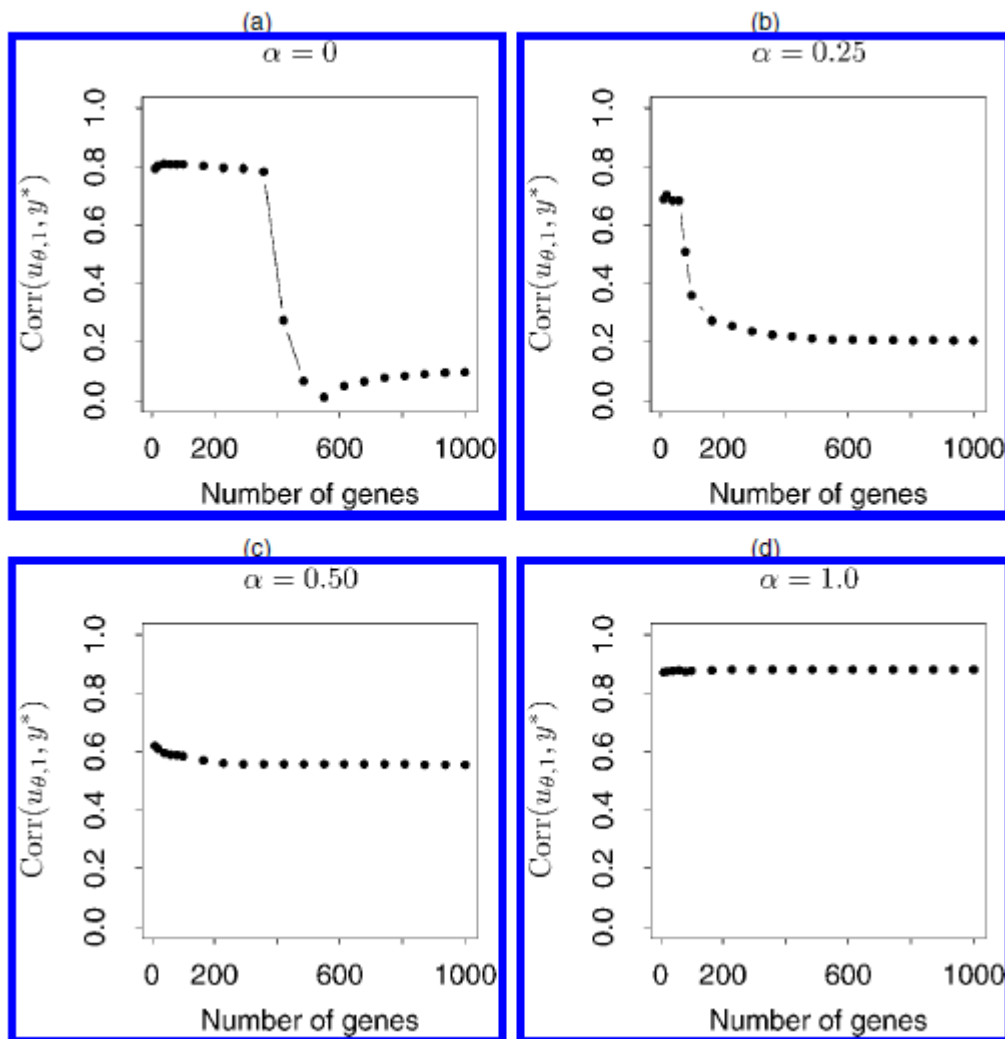 (a)
α = 0
Corr(u_{θ,1}, y*)
1.0
0.8
0.6
0.4
0.2
0.0
0 200 600 1000
Number of genes
(b)
α = 0.25
Corr(u_{θ,1}, y*)
1.0
0.8
0.6
0.4
0.2
0.0
0 200 600 1000
Number of genes
(c)
α = 0.50
Corr(u_{θ,1}, y*)
1.0
0.8
0.6
0.4
0.2
0.0
0 200 600 1000
Number of genes
(d)
α = 1.0
Corr(u_{θ,1}, y*)
1.0
0.8
0.6
0.4
0.2
0.0
0 200 600 1000
Number of genes